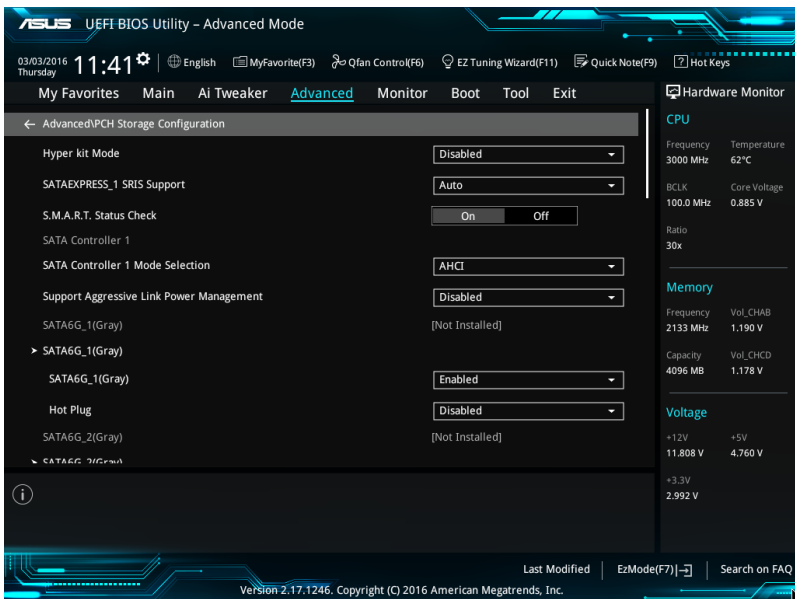 ASUS UEFI BIOS Utility – Advanced Mode
03/03/2016 Thursday 11:41 English MyFavorite(F3) Qfan Control(F6) EZ Tuning Wizard(F11) Quick Note(F9) ? Hot Keys
My Favorites Main Ai Tweaker Advanced Monitor Boot Tool Exit
← Advanced\PCH Storage Configuration
Hyper kit Mode Disabled
SATAEXPRESS_1 SRIS Support Auto
S.M.A.R.T. Status Check On Off
SATA Controller 1
SATA Controller 1 Mode Selection AHCI
Support Aggressive Link Power Management Disabled
SATA6G_1(Gray) [Not Installed]
> SATA6G_1(Gray)
SATA6G_1(Gray) Enabled
Hot Plug Disabled
SATA6G_2(Gray) [Not Installed]
> SATA6G_2(Gray)
Hardware Monitor
CPU
Frequency Temperature
3000 MHz 62°C
BCLK Core Voltage
100.0 MHz 0.885 V
Ratio
30x
Memory
Frequency Vol_CHAB
2133 MHz 1.190 V
Capacity Vol_CHCD
4096 MB 1.178 V
Voltage
+12V +5V
11.808 V 4.760 V
+3.3V
2.992 V
Last Modified EzMode(F7) Search on FAQ
Version 2.17.1246. Copyright (C) 2016 American Megatrends, Inc.